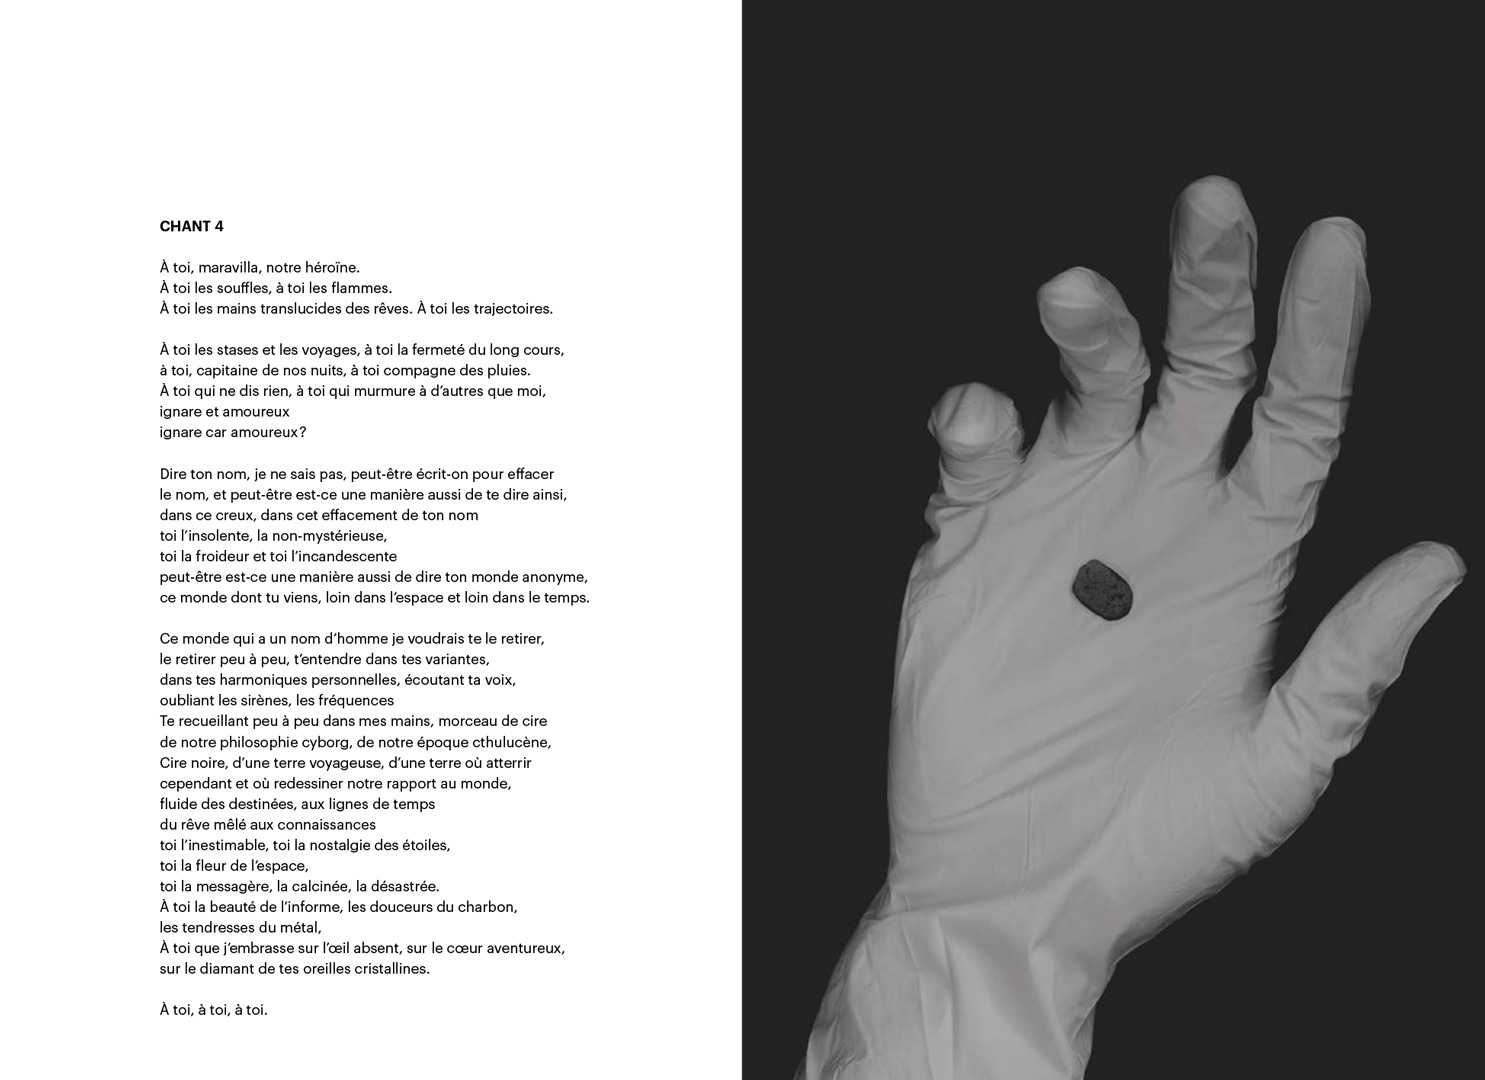 CHANT 4
À toi, maravilla, notre héroïne.
À toi les souffles, à toi les flammes.
À toi les mains translucides des rêves. À toi les trajectoires.
À toi les stases et les voyages, à toi la fermeté du long cours,
à toi, capitaine de nos nuits, à toi compagne des pluies.
À toi qui ne dis rien, à toi qui murmure à d’autres que moi,
ignare et amoureux
ignare car amoureux?
Dire ton nom, je ne sais pas, peut-être écrit-on pour effacer
le nom, et peut-être est-ce une manière aussi de te dire ainsi,
dans ce creux, dans cet effacement de ton nom
toi l’insolente, la non-mystérieuse,
toi la froideur et toi l’incandescente
peut-être est-ce une manière aussi de dire ton monde anonyme,
ce monde dont tu viens, loin dans l’espace et loin dans le temps.
Ce monde qui a un nom d’homme je voudrais te le retirer,
le retirer peu à peu, t’entendre dans tes variantes,
dans tes harmoniques personnelles, écoutant ta voix,
oubliant les sirènes, les fréquences
Te recueillant peu à peu dans mes mains, morceau de cire
de notre philosophie cyborg, de notre époque cthulucène,
Cire noire, d’une terre voyageuse, d’une terre où atterrir
cependant et où redessiner notre rapport au monde,
fluide des destinées, aux lignes de temps
du rêve mêlé aux connaissances
toi l’inestimable, toi la nostalgie des étoiles,
toi la fleur de l’espace,
toi la messagère, la calcinée, la désastrée.
À toi la beauté de l’informe, les douceurs du charbon,
les tendresses du métal,
À toi que j’embrasse sur l’œil absent, sur le cœur aventureux,
sur le diamant de tes oreilles cristallines.
À toi, à toi, à toi.